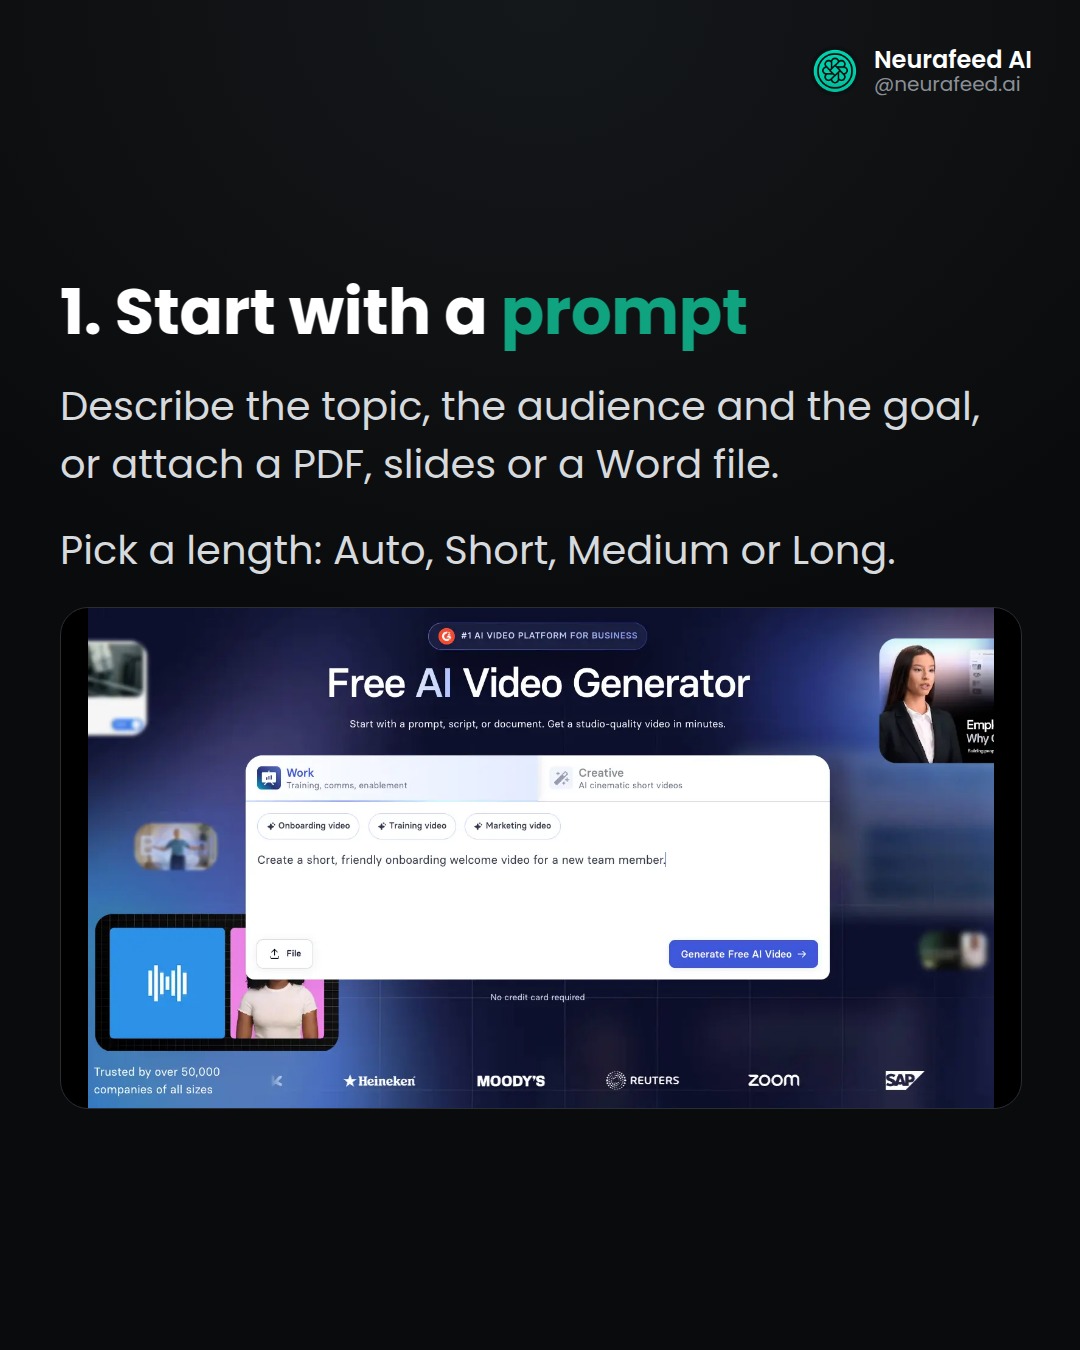 Neurafeed AI
@neurafeed.ai
1. Start with a prompt
Describe the topic, the audience and the goal,
or attach a PDF, slides or a Word file.
Pick a length: Auto, Short, Medium or Long.
#1 AI VIDEO PLATFORM FOR BUSINESS
Free AI Video Generator
Start with a prompt, script, or document. Get a studio-quality video in minutes.
Work
Training, comms, enablement
Creative
AI cinematic short videos
Onboarding video
Training video
Marketing video
Create a short, friendly onboarding welcome video for a new team member.
File
Generate Free AI Video →
No credit card required
Trusted by over 50,000
companies of all sizes
Heineken
MOODY'S
REUTERS
zoom
SAP
Empl
Why